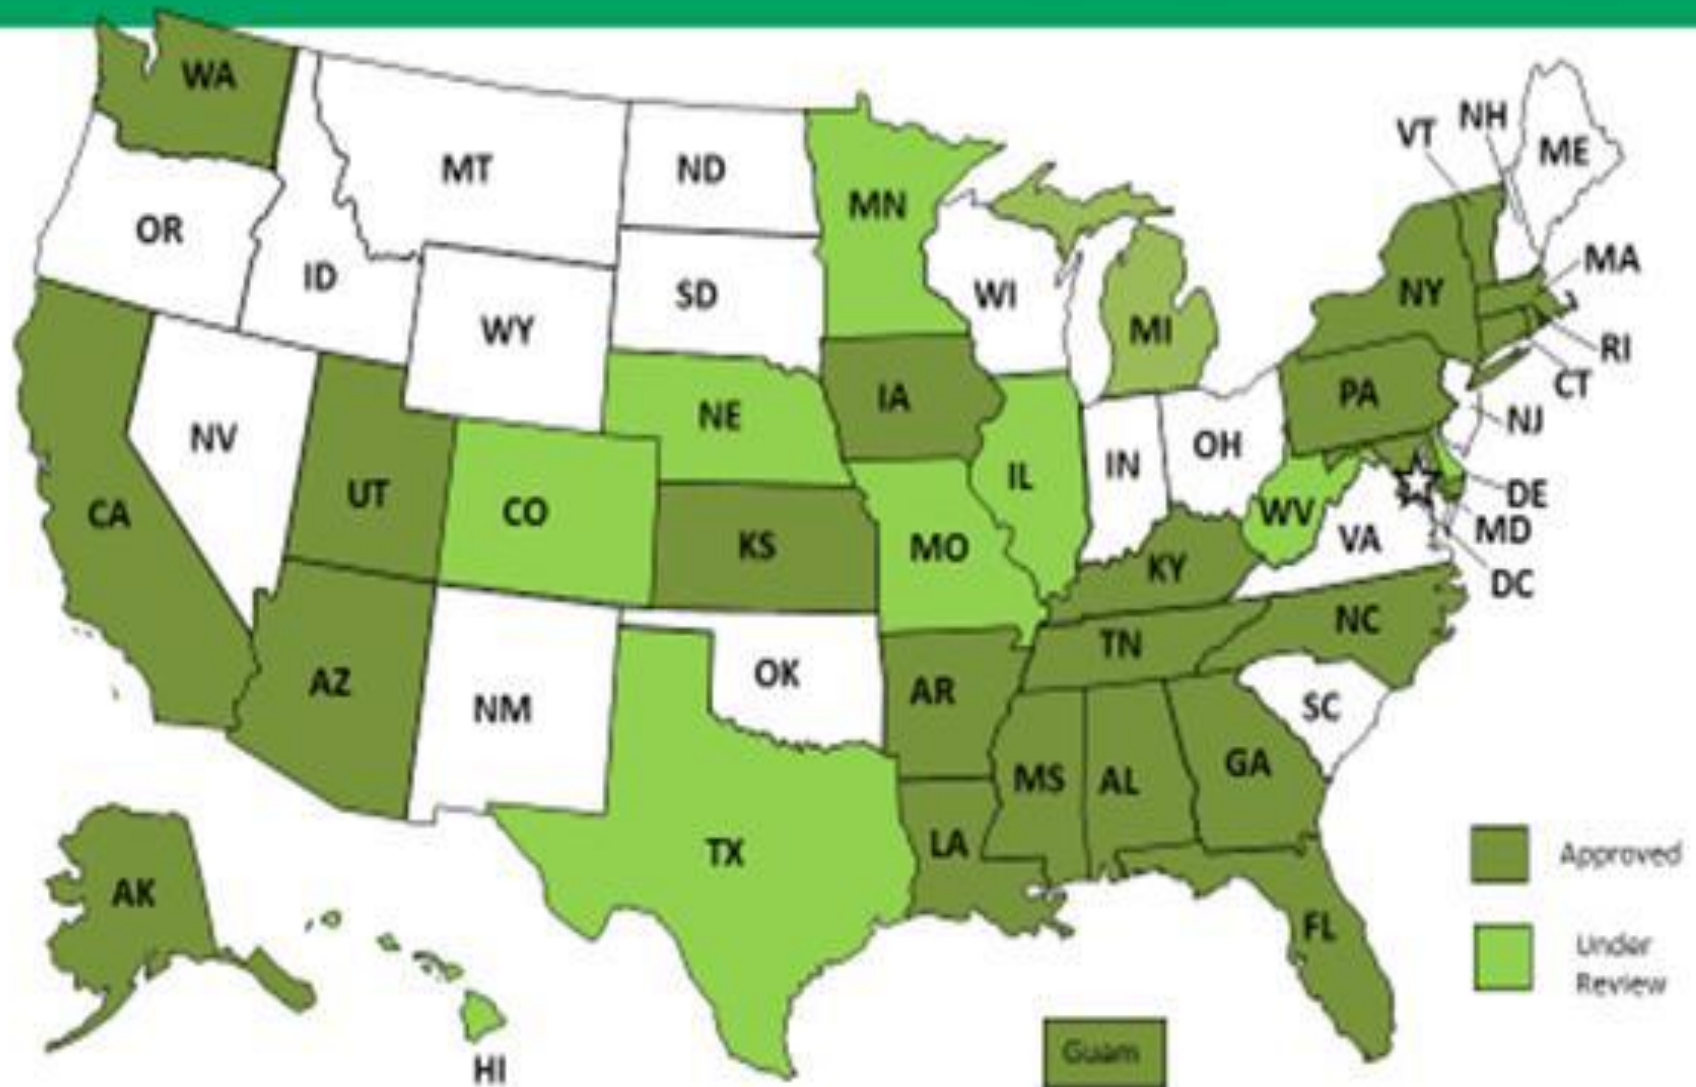 WA
MT
ND
MN
VT
NH
ME
OR
ID
SD
WI
MI
NY
MA
WY
RI
CT
NE
IA
PA
NJ
NV
UT
CO
IL
IN
OH
DE
CA
KS
MO
WV
VA
MD
DC
KY
NC
AZ
NM
OK
AR
TN
SC
MS
AL
GA
TX
LA
Approved
AK
FL
Under
Review
HI
Guam